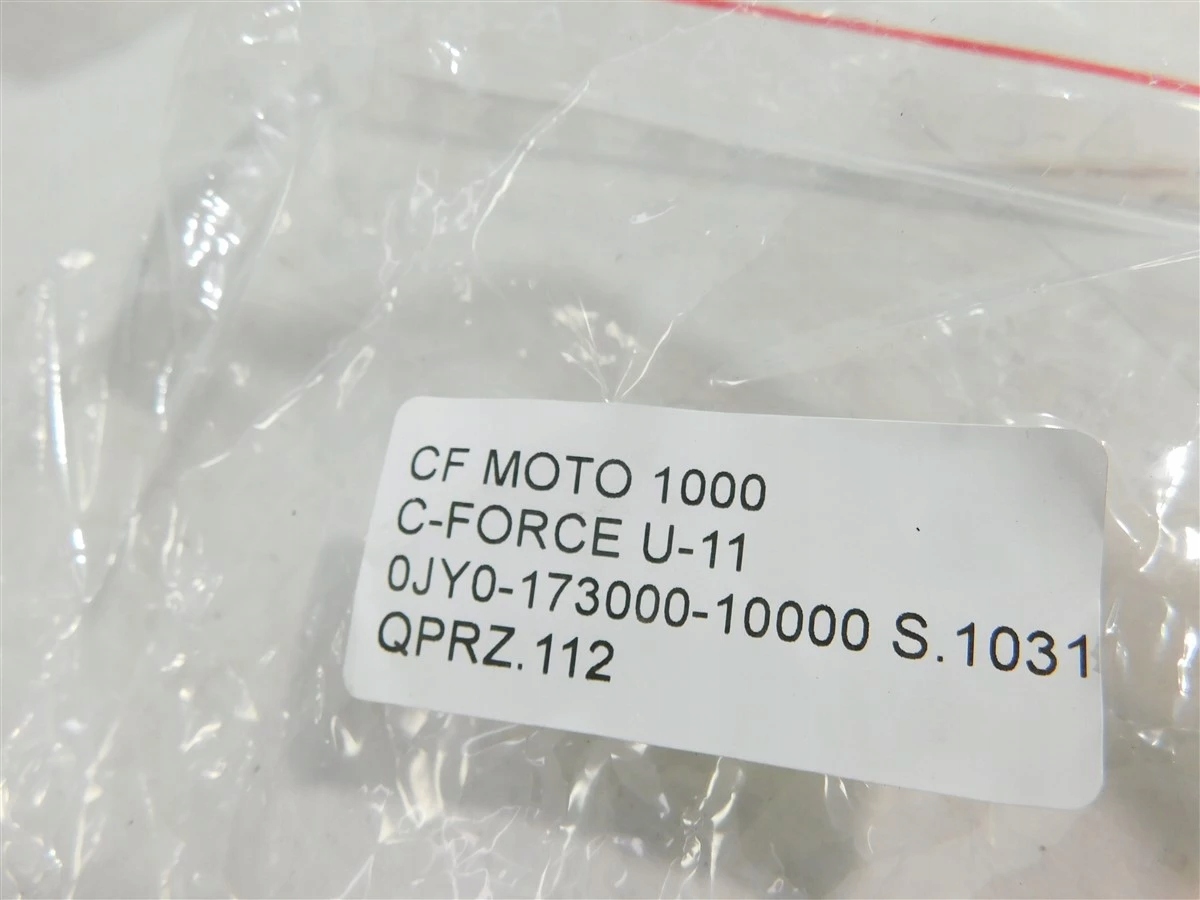 CF MOTO 1000
C-FORCE U-11
0JY0-173000-10000 S.1031
QPRZ.112